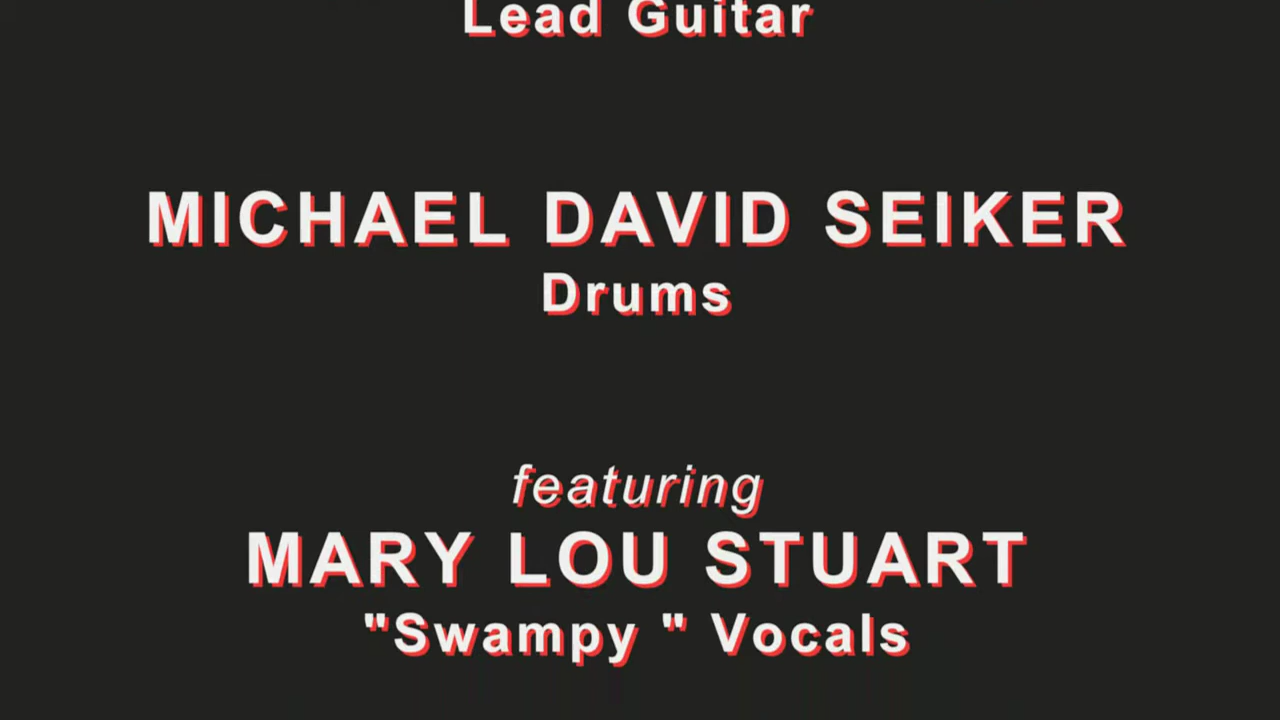 Lead Guitar
MICHAEL DAVID SEIKER
Drums
featuring
MARY LOU STUART
"Swampy " Vocals